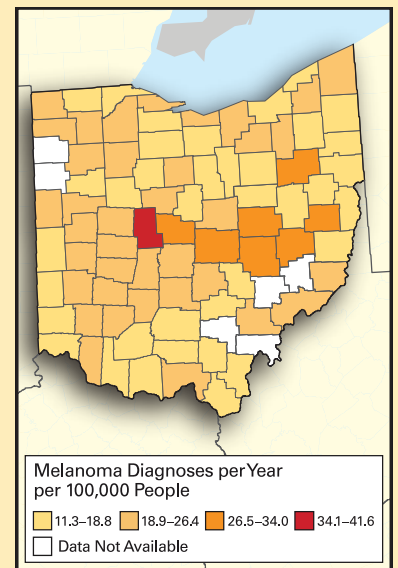 Melanoma Diagnoses per Year
per 100,000 People
11.3–18.8 18.9–26.4 26.5–34.0 34.1–41.6
Data Not Available